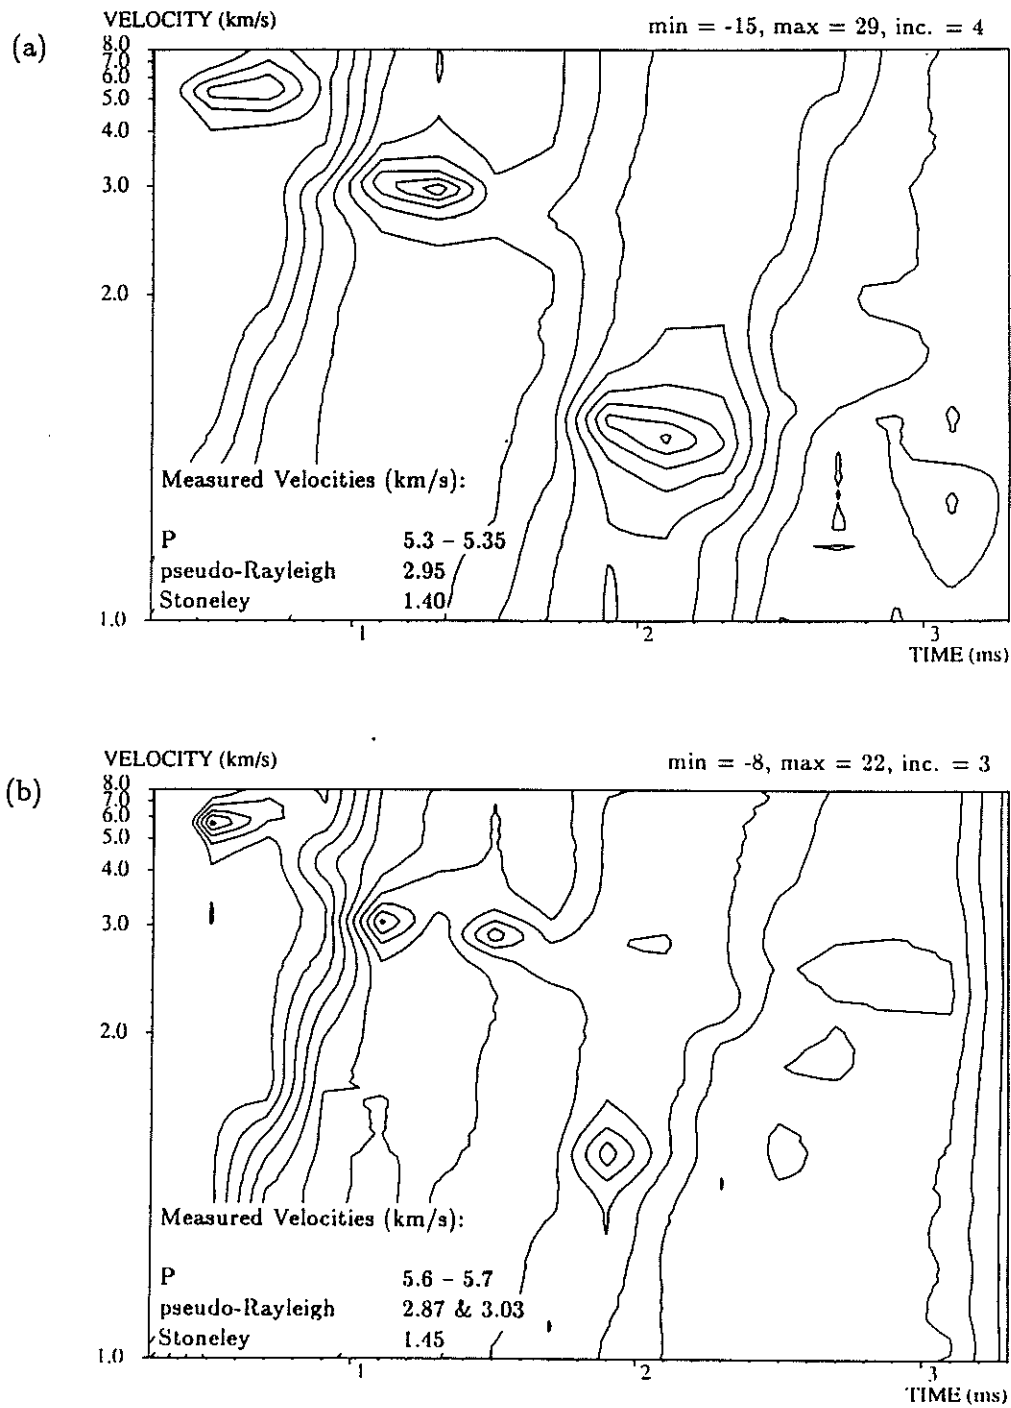 (a)
VELOCITY (km/s)
min = -15, max = 29, inc. = 4
8.0
7.0
6.0
5.0
4.0
3.0
2.0
1.0
Measured Velocities (km/s):
P 5.3 – 5.35
pseudo-Rayleigh 2.95
Stoneley 1.40
1 2 3
TIME (ms)
(b)
VELOCITY (km/s)
min = -8, max = 22, inc. = 3
8.0
7.0
6.0
5.0
4.0
3.0
2.0
1.0
Measured Velocities (km/s):
P 5.6 – 5.7
pseudo-Rayleigh 2.87 & 3.03
Stoneley 1.45
1 2 3
TIME (ms)